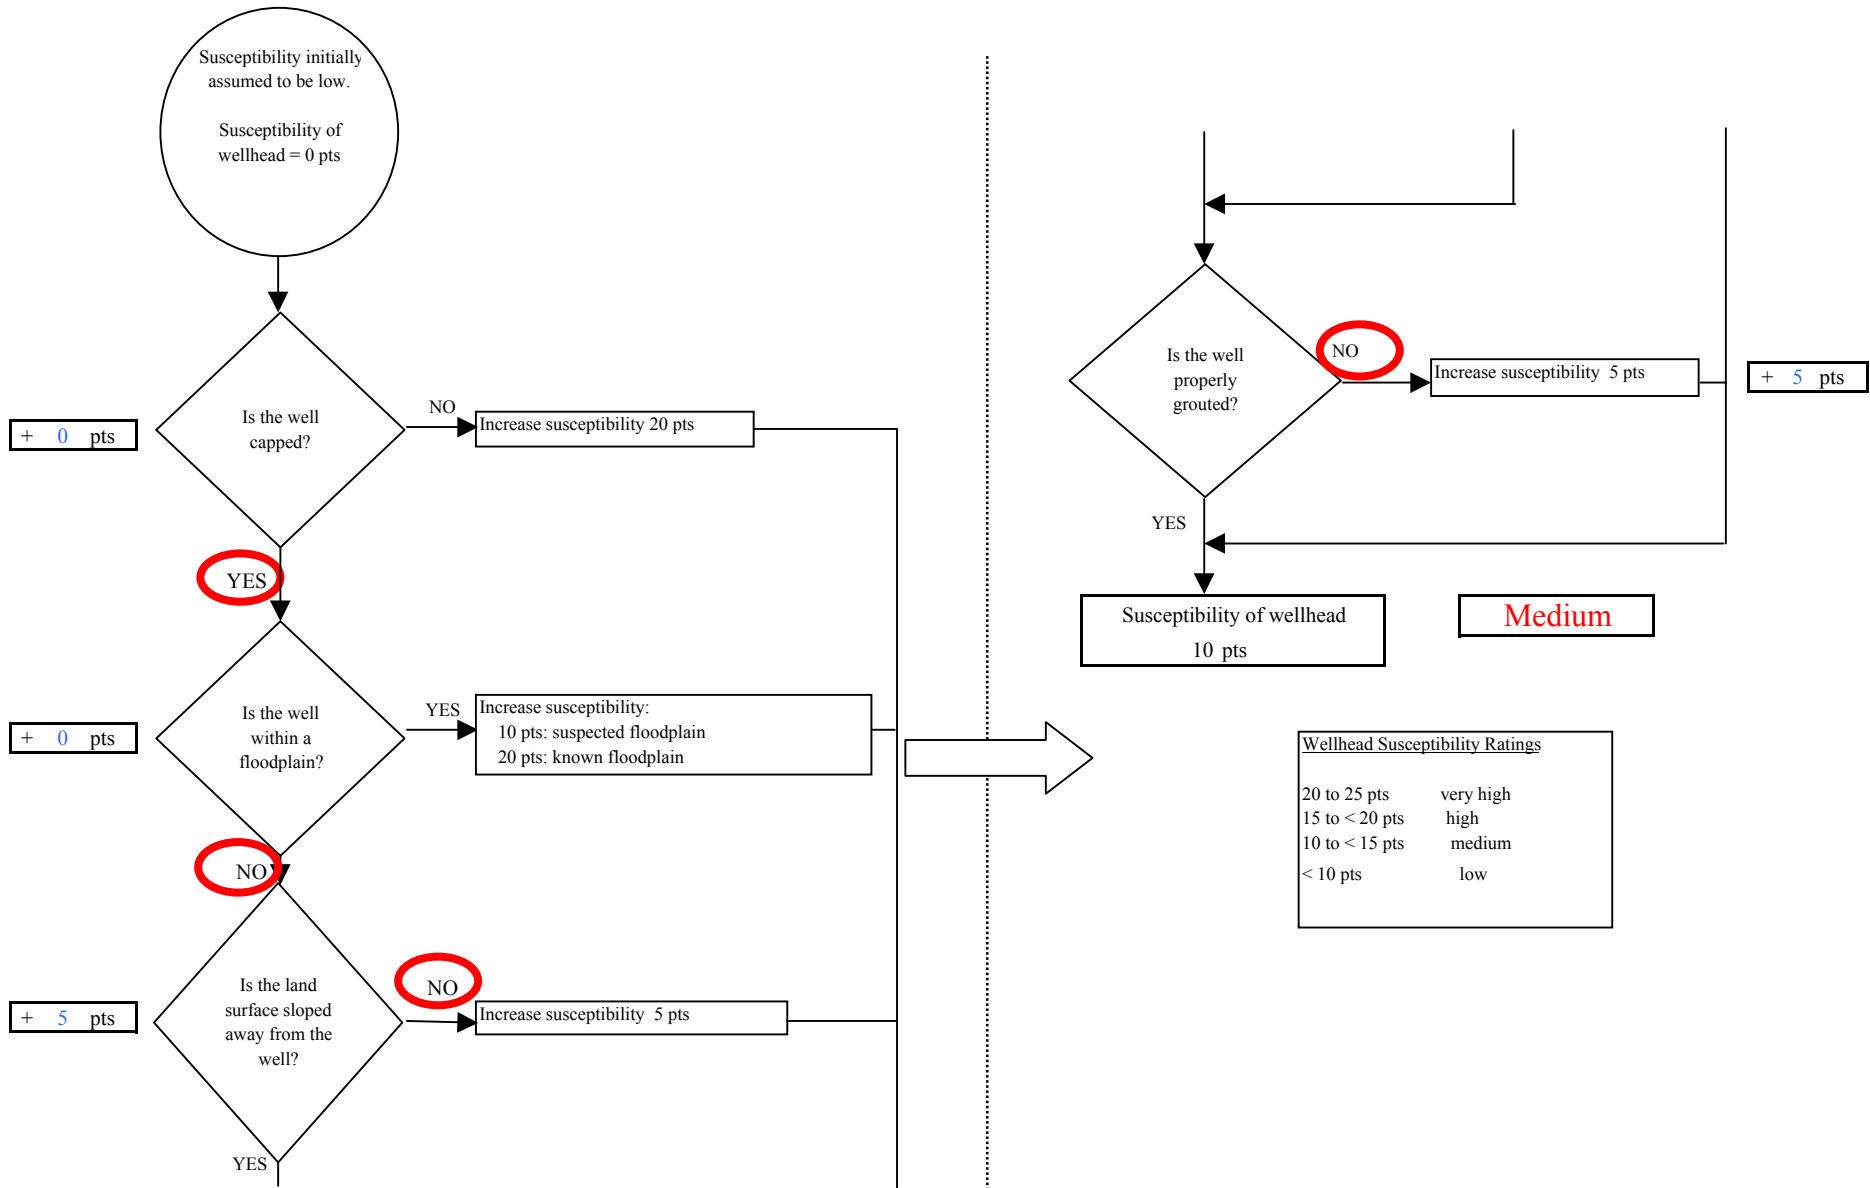 Susceptibility initially
assumed to be low.
Susceptibility of
wellhead = 0 pts
Is the well
capped?
NO
Increase susceptibility 20 pts
+ 0 pts
YES
Is the well
within a
floodplain?
YES
Increase susceptibility:
10 pts: suspected floodplain
20 pts: known floodplain
+ 0 pts
NO
Is the land
surface sloped
away from the
well?
NO
Increase susceptibility 5 pts
+ 5 pts
YES
Is the well
properly
grouted?
NO
Increase susceptibility 5 pts
+ 5 pts
YES
Susceptibility of wellhead
10 pts
Medium
Wellhead Susceptibility Ratings
20 to 25 pts very high
15 to < 20 pts high
10 to < 15 pts medium
< 10 pts low